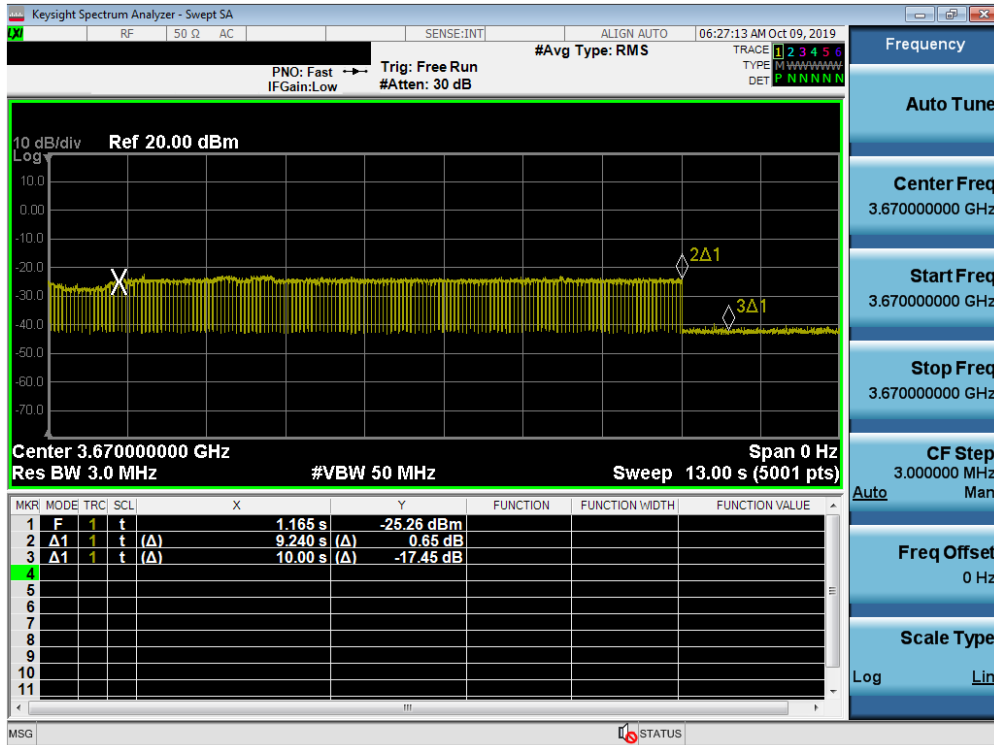 Keysight Spectrum Analyzer - Swept SA
LXI RF 50 Ω AC SENSE:INT ALIGN AUTO 06:27:13 AM Oct 09, 2019
PNO: Fast
IFGain:Low
Trig: Free Run
#Atten: 30 dB
#Avg Type: RMS
TRACE 1 2 3 4 5 6
TYPE M WWWWW
DET P N N N N N
10 dB/div Ref 20.00 dBm
Log
10.0
0.00
-10.0
-20.0
-30.0
-40.0
-50.0
-60.0
-70.0
X
2Δ1
3Δ1
Center 3.670000000 GHz Span 0 Hz
Res BW 3.0 MHz #VBW 50 MHz Sweep 13.00 s (5001 pts)
MKR MODE TRC SCL X Y FUNCTION FUNCTION WIDTH FUNCTION VALUE
1 F 1 t 1.165 s -25.26 dBm
2 Δ1 1 t (Δ) 9.240 s (Δ) 0.65 dB
3 Δ1 1 t (Δ) 10.00 s (Δ) -17.45 dB
4
5
6
7
8
9
10
11
MSG STATUS
Frequency
Auto Tune
Center Freq
3.670000000 GHz
Start Freq
3.670000000 GHz
Stop Freq
3.670000000 GHz
CF Step
3.000000 MHz
Auto Man
Freq Offset
0 Hz
Scale Type
Log Lin